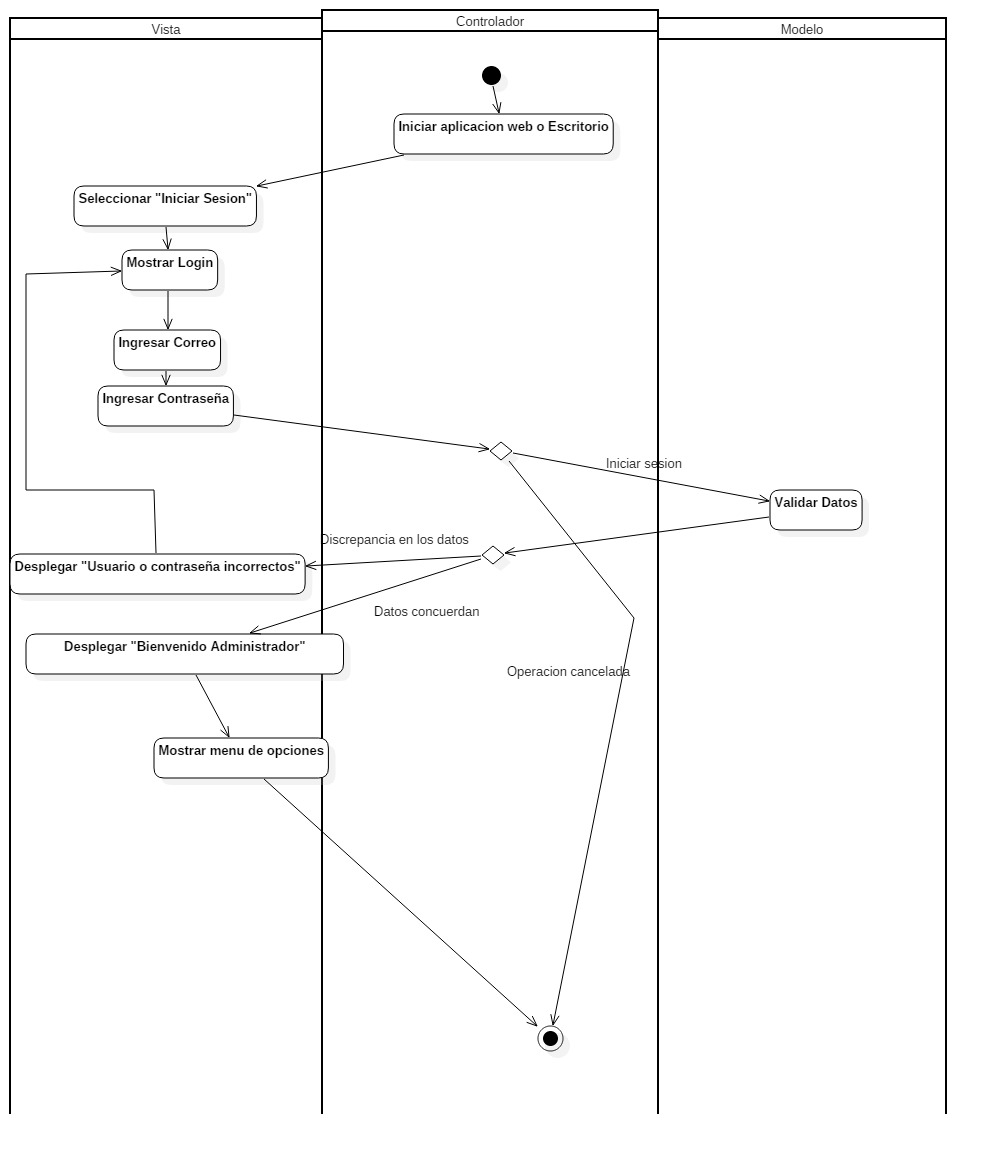 Vista
Controlador
Modelo
Iniciar aplicacion web o Escritorio
Seleccionar "Iniciar Sesion"
Mostrar Login
Ingresar Correo
Ingresar Contraseña
Iniciar sesion
Validar Datos
Discrepancia en los datos
Desplegar "Usuario o contraseña incorrectos"
Datos concuerdan
Desplegar "Bienvenido Administrador"
Operacion cancelada
Mostrar menu de opciones